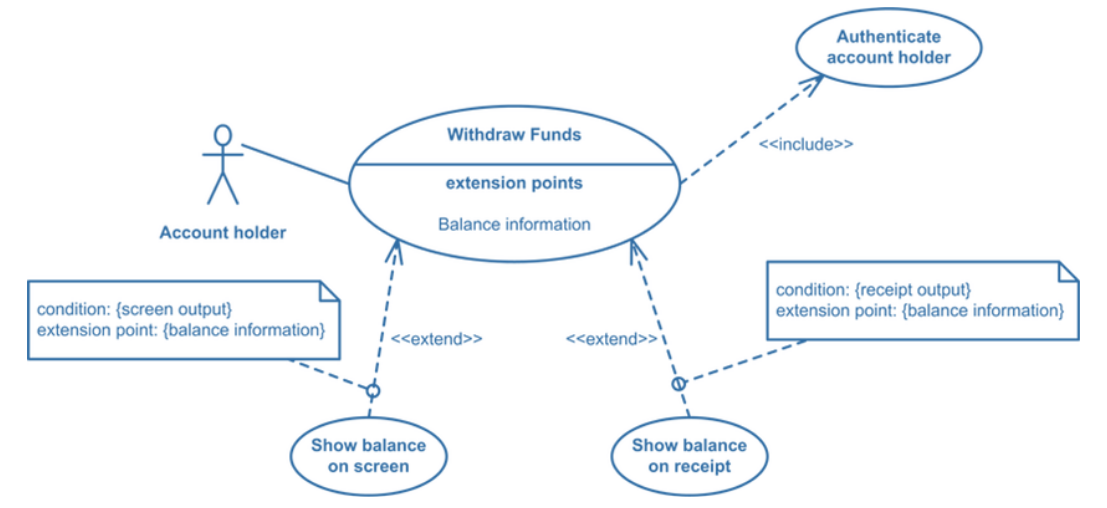 Authenticate
account holder
Withdraw Funds
<<include>>
extension points
Balance information
Account holder
condition: {screen output}
extension point: {balance information}
condition: {receipt output}
extension point: {balance information}
<<extend>>
<<extend>>
Show balance
on screen
Show balance
on receipt